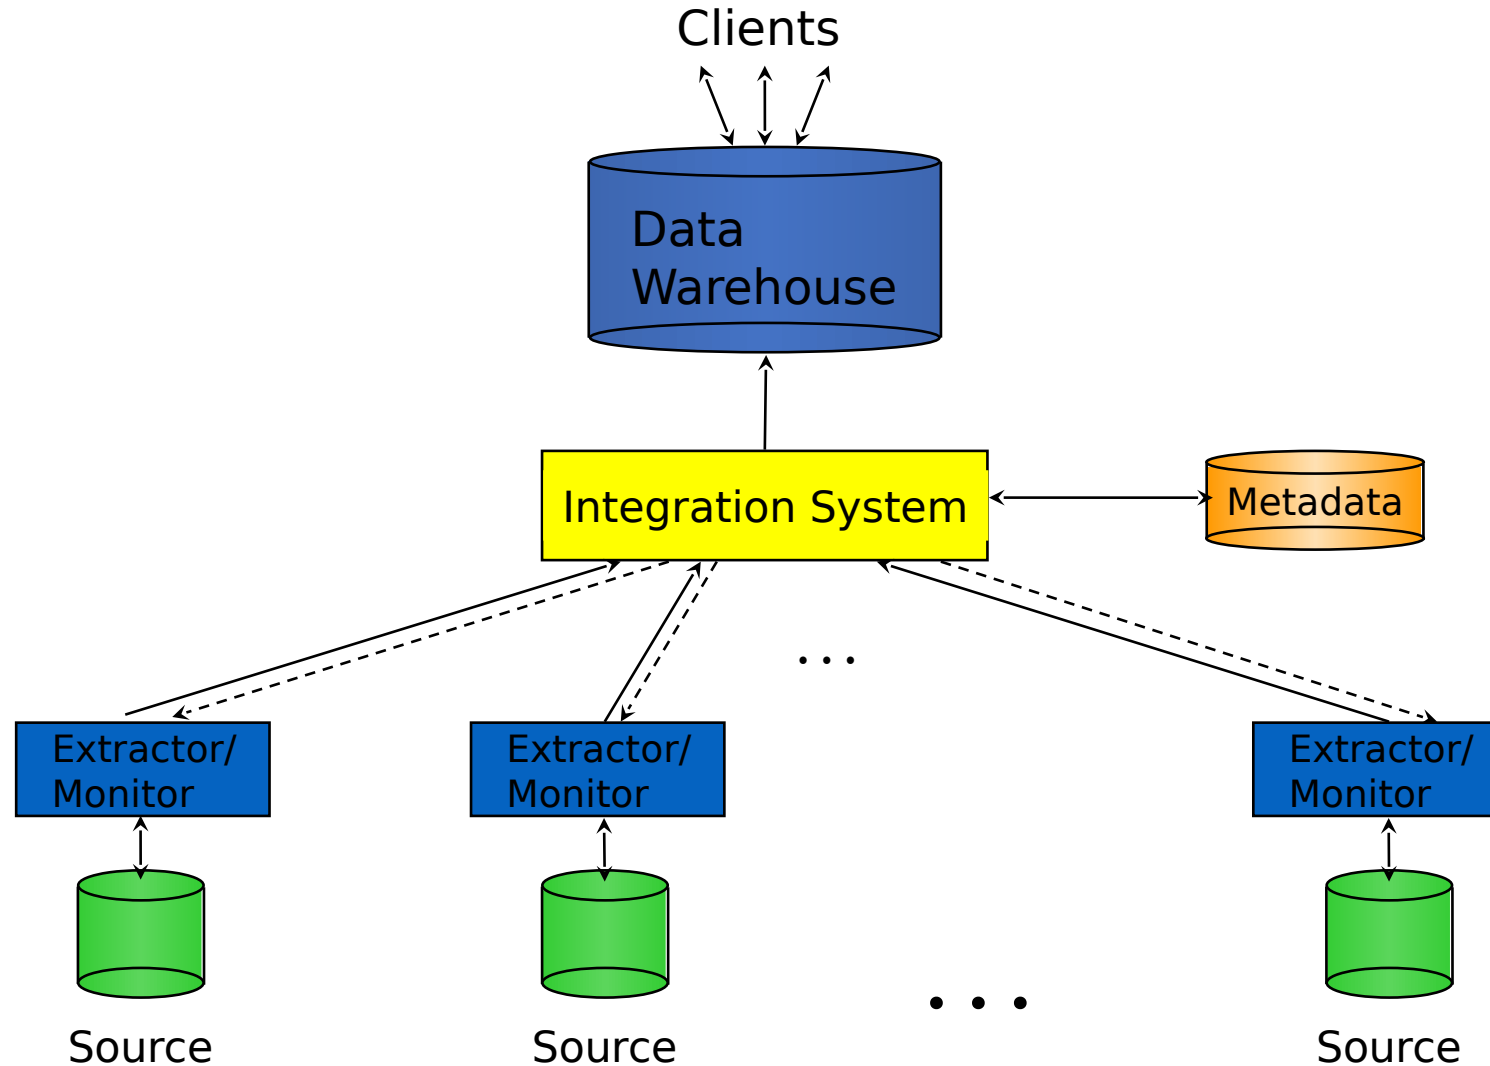 Clients
Data
Warehouse
Integration System
Metadata
. . .
Extractor/
Monitor
Extractor/
Monitor
Extractor/
Monitor
. . .
Source
Source
Source